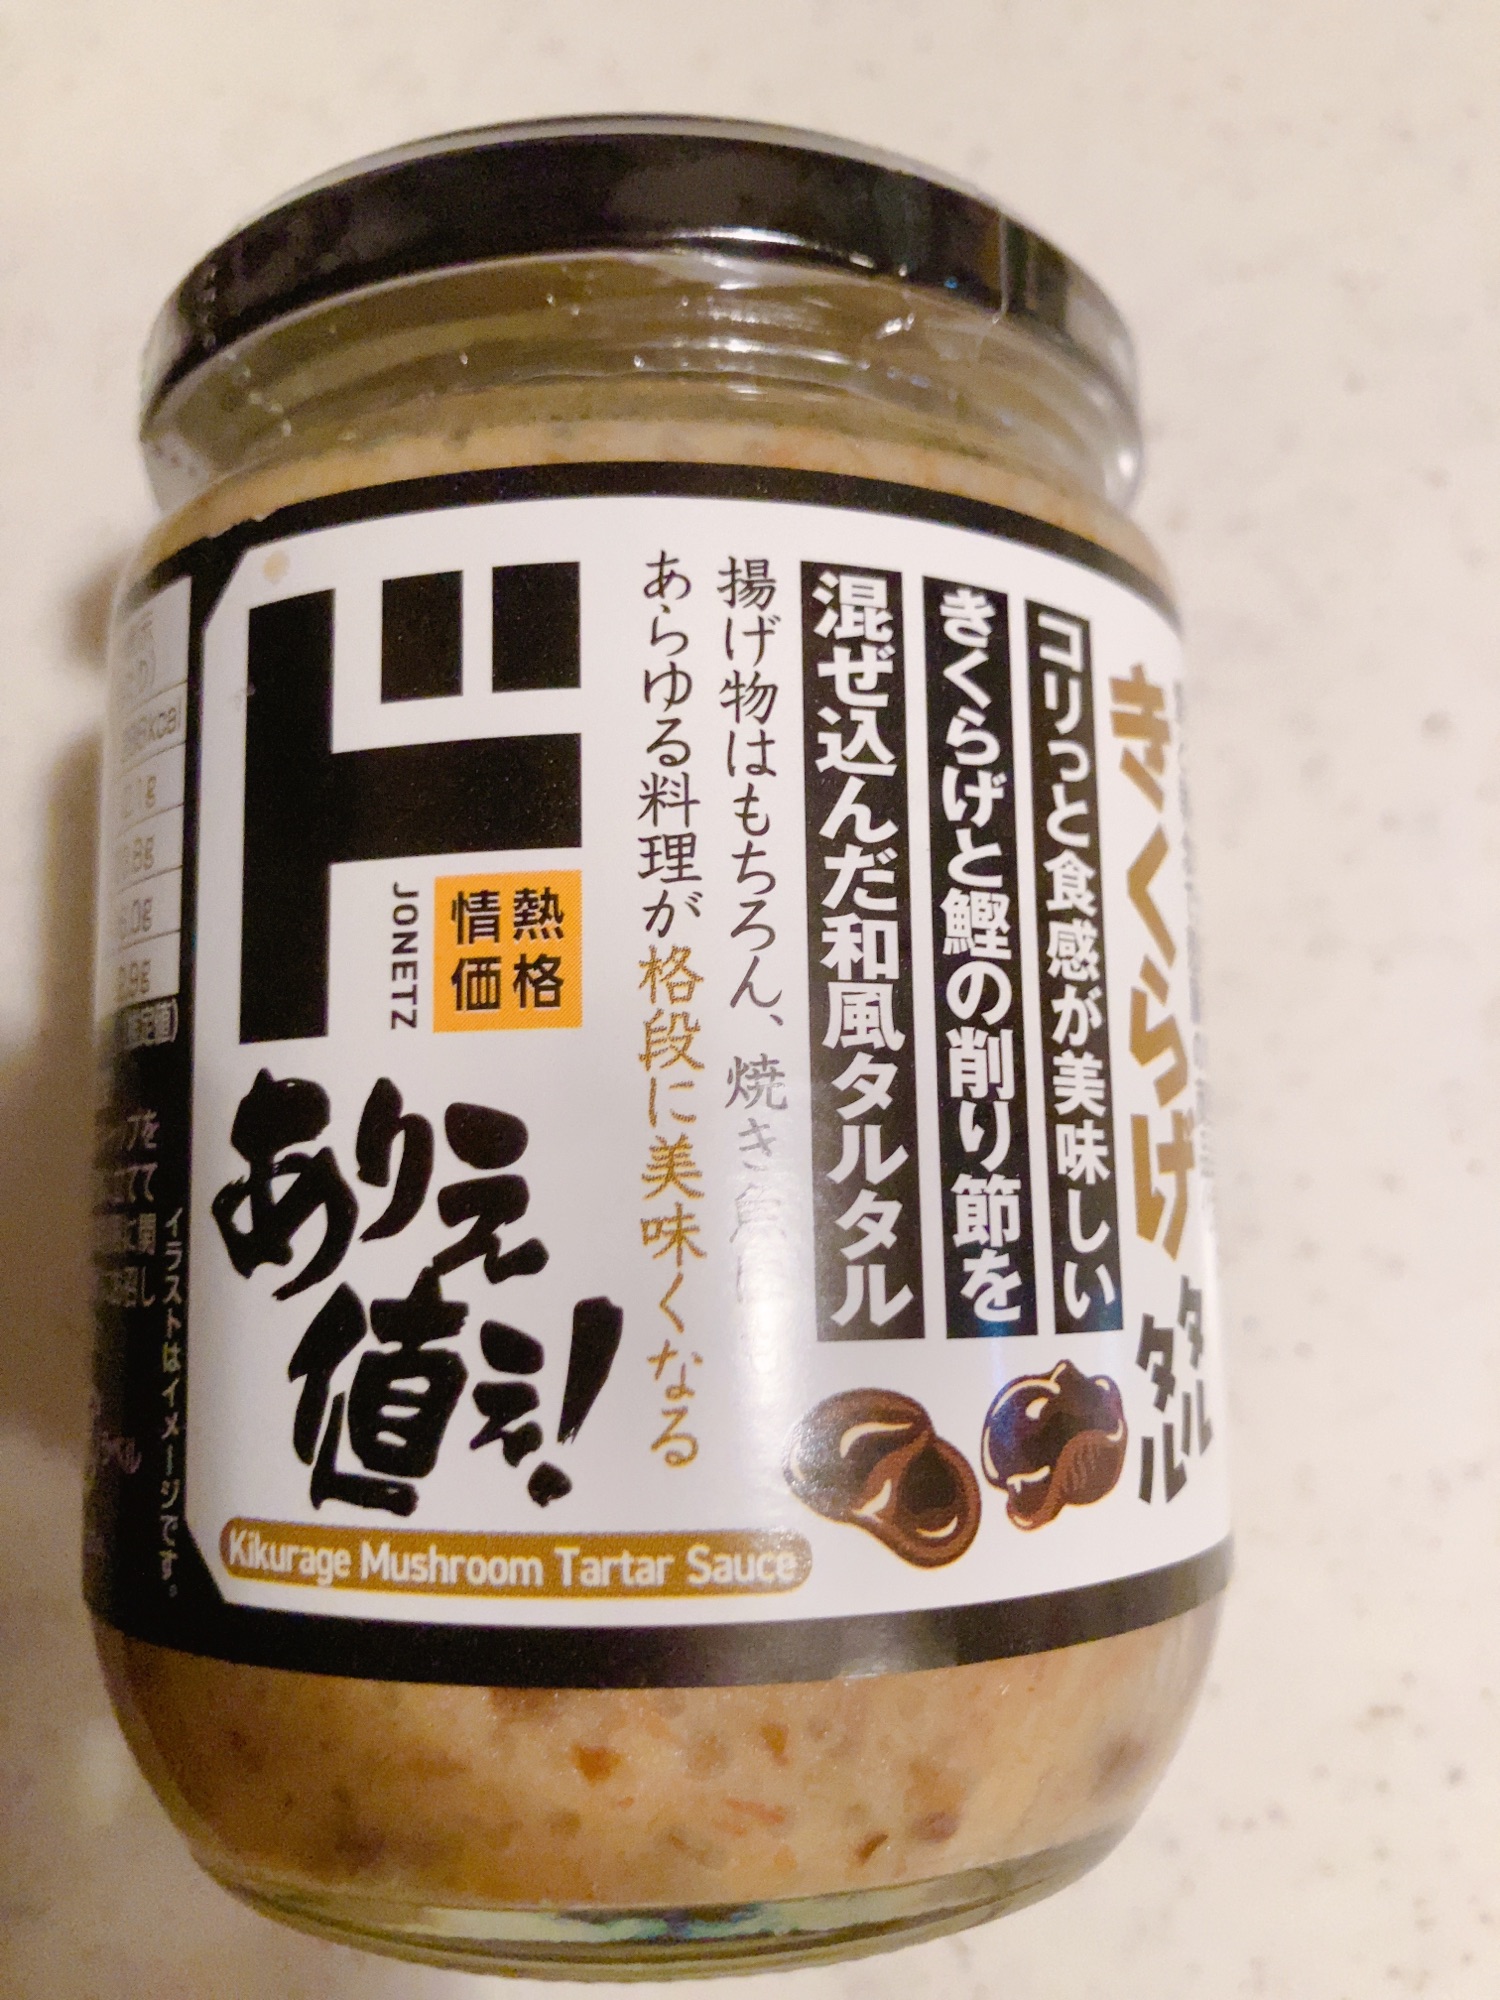 きくらげ
タルタル
コリっと食感が美味しい
きくらげと鰹の削り節を
混ぜ込んだ和風タルタル
揚げ物はもちろん、焼き魚
あらゆる料理が格段に美味くなる
ド
情熱
価格
JONETZ
ありえ
値ぇ!
Kikurage Mushroom Tartar Sauce
イラストはイメージです。